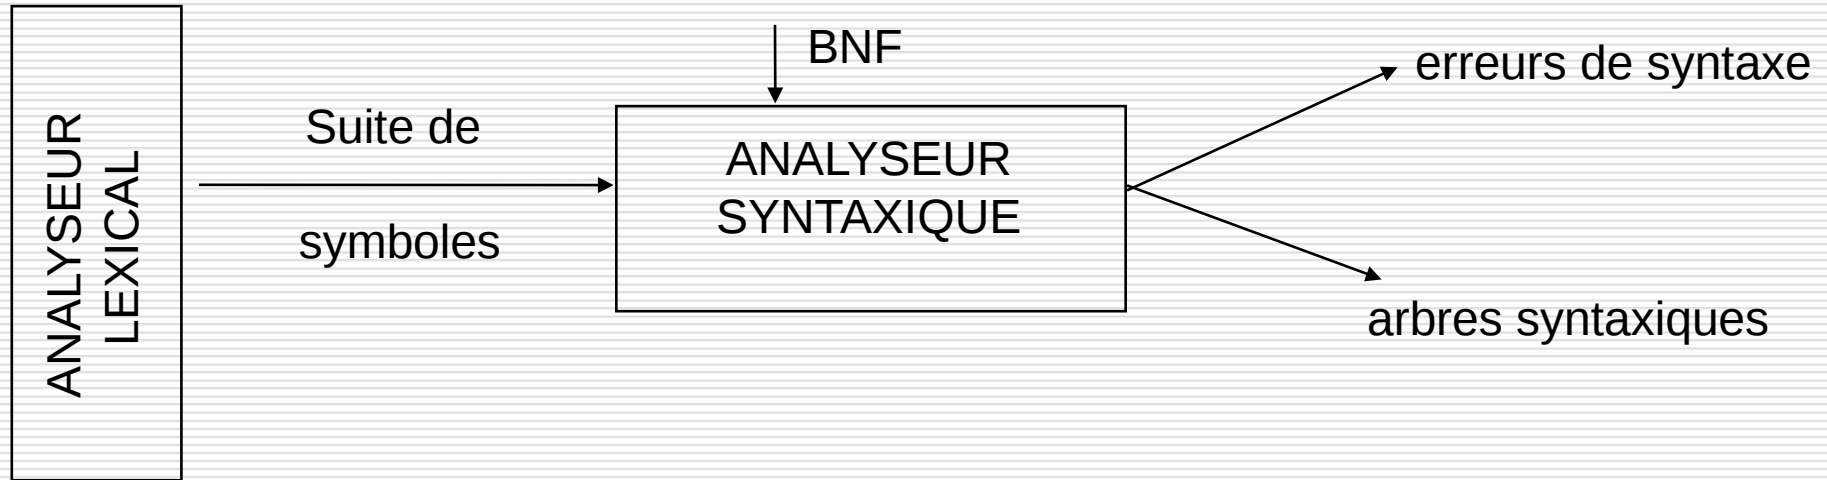 ANALYSEUR
LEXICAL
Suite de
symboles
BNF
ANALYSEUR
SYNTAXIQUE
erreurs de syntaxe
arbres syntaxiques